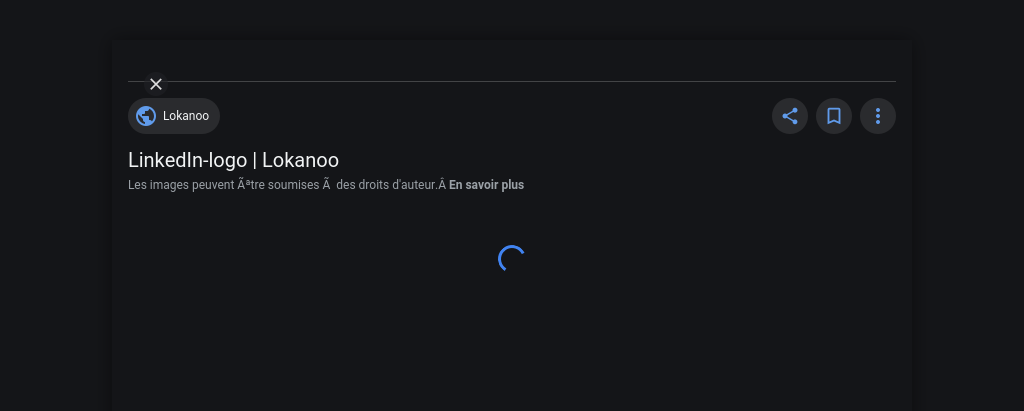 Lokanoo
LinkedIn-logo | Lokanoo
Les images peuvent Ãªtre soumises Ã  des droits d'auteur.Â En savoir plus